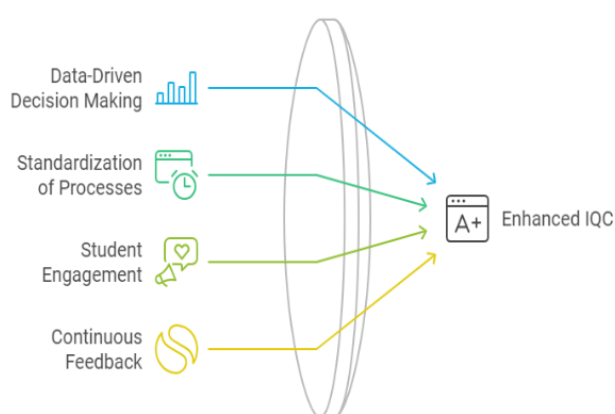 Data-Driven
Decision Making
Standardization
of Processes
Student
Engagement
Continuous
Feedback
A+
Enhanced IQC